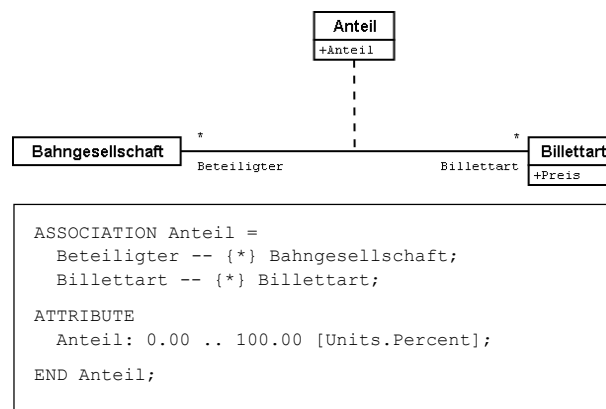 Anteil
+Anteil
*
*
Bahngesellschaft
Beteiligter
Billettart
Billettart
+Preis
ASSOCIATION Anteil =
Beteiligter -- {*} Bahngesellschaft;
Billettart -- {*} Billettart;
ATTRIBUTE
Anteil: 0.00 .. 100.00 [Units.Percent];
END Anteil;